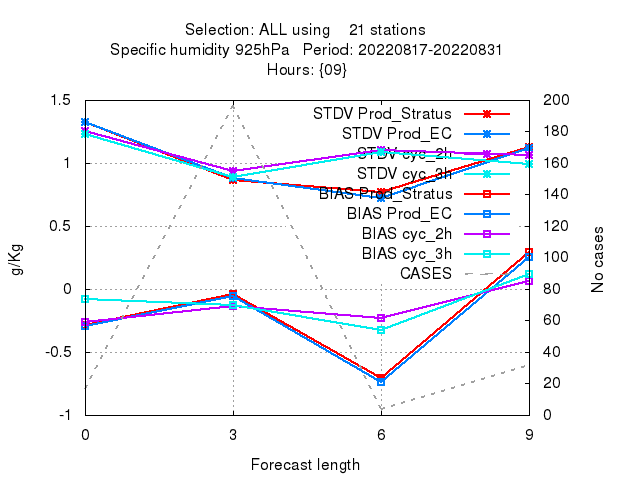 Selection: ALL using    21 stations
Specific humidity 925hPa   Period: 20220817-20220831
Hours: {09}
1.5
1
0.5
0
-0.5
-1
g/Kg
200
180
160
140
120
100
80
60
40
20
0
No cases
STDV Prod_Stratus
STDV Prod_EC
STDV cyc_2h
STDV cyc_3h
BIAS Prod_Stratus
BIAS Prod_EC
BIAS cyc_2h
BIAS cyc_3h
CASES
0 3 6 9
Forecast length